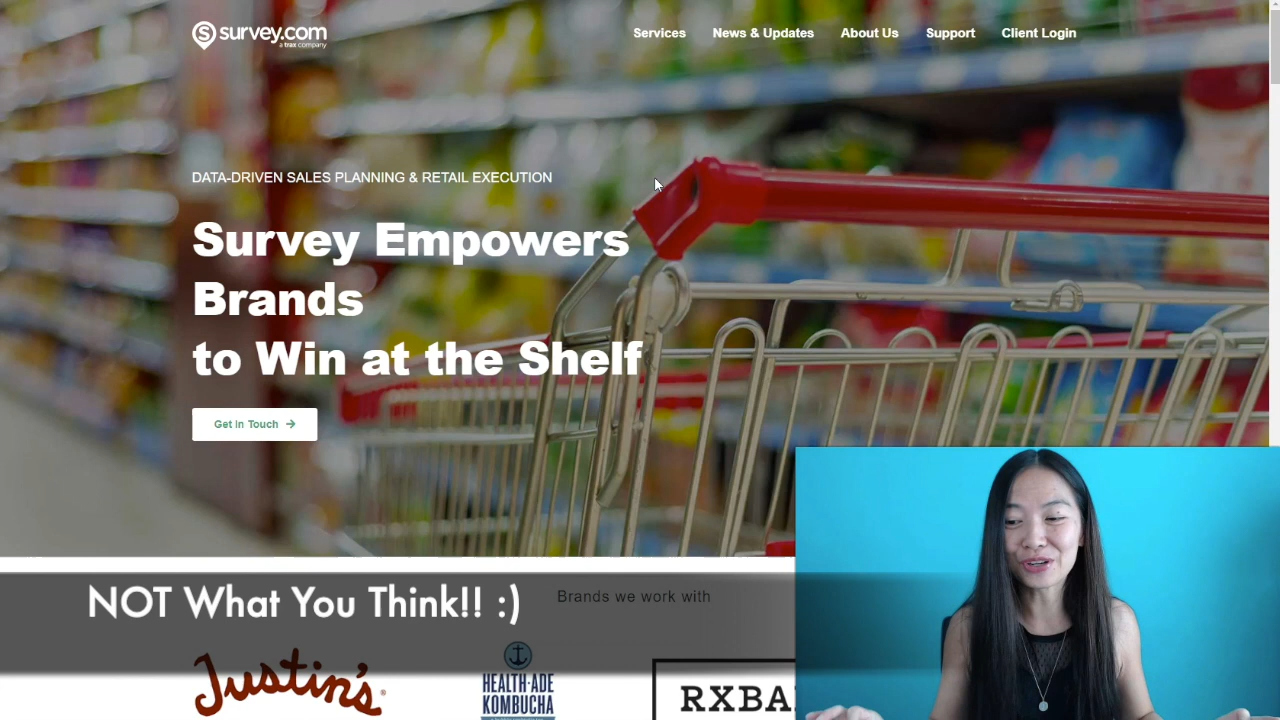 survey.com
a trax company
Services News & Updates About Us Support Client Login
DATA-DRIVEN SALES PLANNING & RETAIL EXECUTION
Survey Empowers
Brands
to Win at the Shelf
Get in Touch
NOT What You Think!! :)
Brands we work with
Justin's
HEALTH-ADE
KOMBUCHA
RXBA